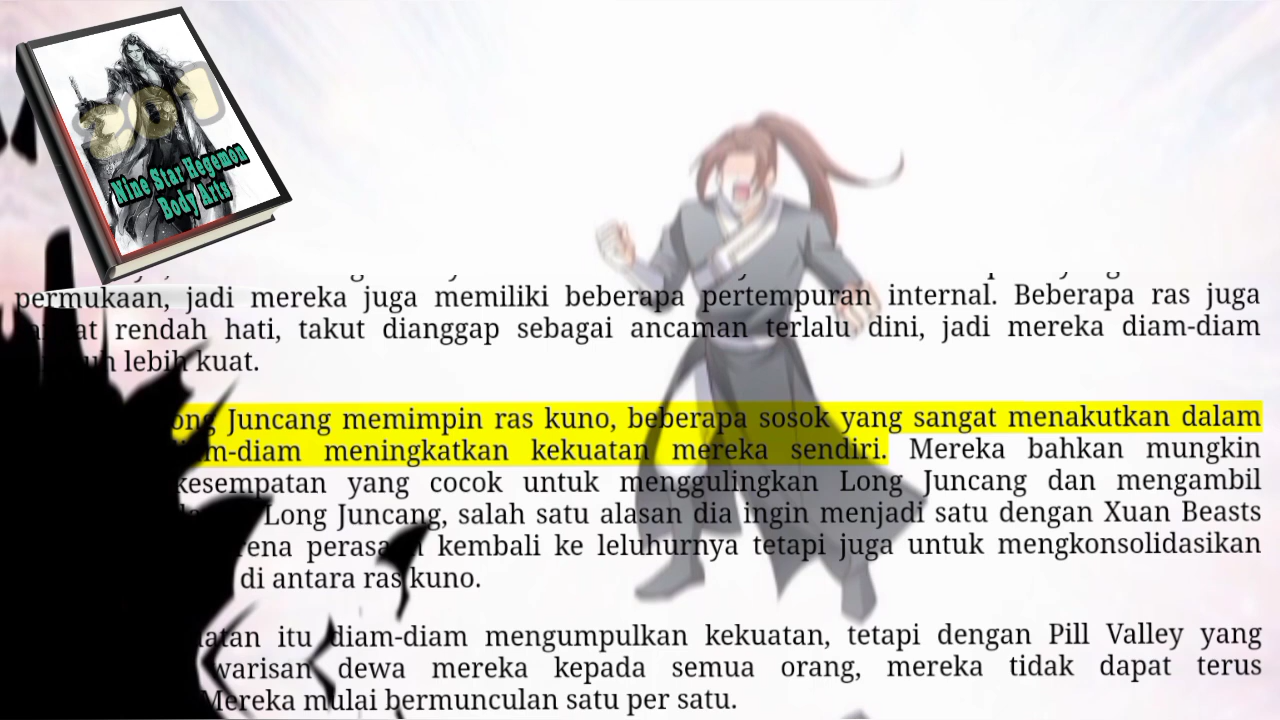 201
Nine Star Hegemon
Body Arts
permukaan, jadi mereka juga memiliki beberapa pertempuran internal. Beberapa ras juga
rendah hati, takut dianggap sebagai ancaman terlalu dini, jadi mereka diam-diam
lebih kuat.
Juncang memimpin ras kuno, beberapa sosok yang sangat menakutkan dalam
meningkatkan kekuatan mereka sendiri. Mereka bahkan mungkin
kesempatan yang cocok untuk menggulingkan Long Juncang dan mengambil
Long Juncang, salah satu alasan dia ingin menjadi satu dengan Xuan Beasts
kembali ke leluhurnya tetapi juga untuk mengkonsolidasikan
di antara ras kuno.
itu diam-diam mengumpulkan kekuatan, tetapi dengan Pill Valley yang
warisan dewa mereka kepada semua orang, mereka tidak dapat terus
Mereka mulai bermunculan satu per satu.